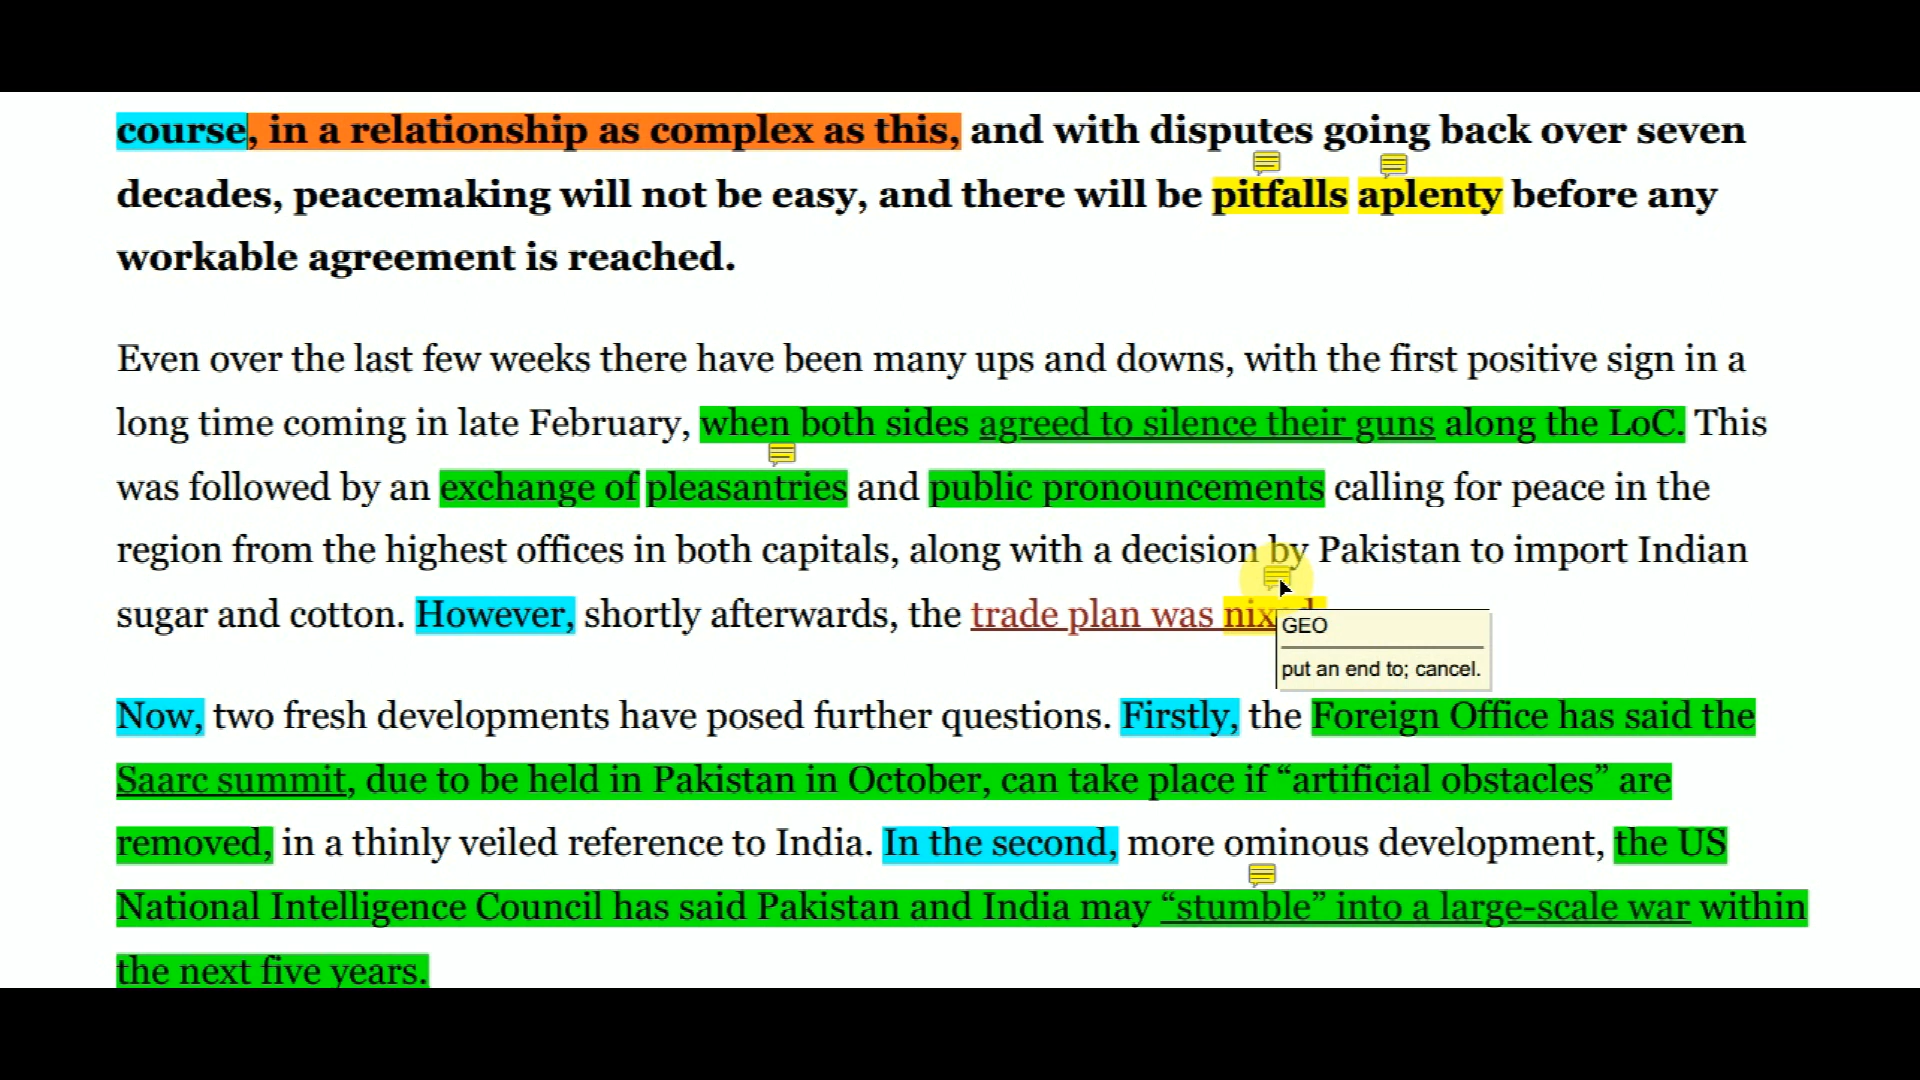 course, in a relationship as complex as this, and with disputes going back over seven
decades, peacemaking will not be easy, and there will be pitfalls aplenty before any
workable agreement is reached.
Even over the last few weeks there have been many ups and downs, with the first positive sign in a
long time coming in late February, when both sides agreed to silence their guns along the LoC. This
was followed by an exchange of pleasantries and public pronouncements calling for peace in the
region from the highest offices in both capitals, along with a decision by Pakistan to import Indian
sugar and cotton. However, shortly afterwards, the trade plan was
GEO
put an end to; cancel.
Now, two fresh developments have posed further questions. Firstly, the Foreign Office has said the
Saarc summit, due to be held in Pakistan in October, can take place if “artificial obstacles” are
removed, in a thinly veiled reference to India. In the second, more ominous development, the US
National Intelligence Council has said Pakistan and India may “stumble” into a large-scale war within
the next five years.